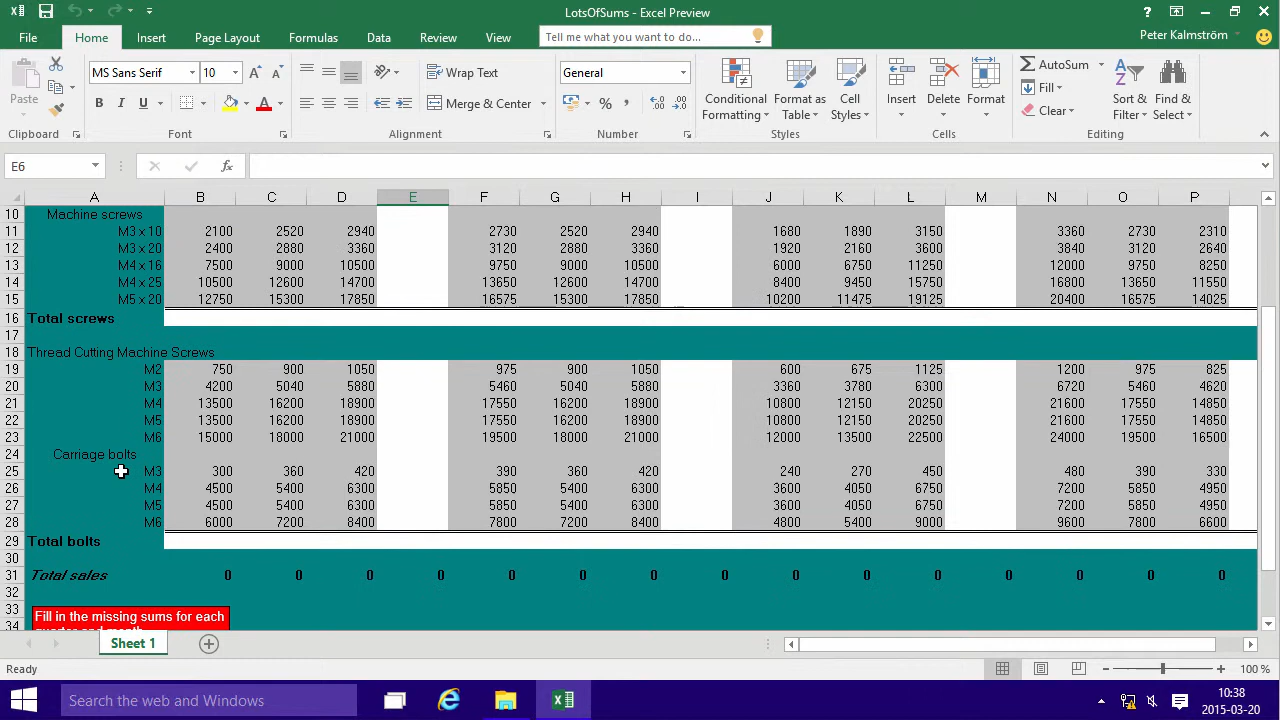 LotsOfSums - Excel Preview
File Home Insert Page Layout Formulas Data Review View Tell me what you want to do... Peter Kalmström
Paste MS Sans Serif 10 A A Wrap Text General Conditional Formatting Format as Table Cell Styles Insert Delete Format AutoSum Fill Clear Sort & Filter Find & Select
B I U A Merge & Center % ,
Clipboard Font Alignment Number Styles Cells Editing
E6 fx
A B C D E F G H I J K L M N O P
10 Machine screws
11 M3 x 10 2100 2520 2940 2730 2520 2940 1680 1890 3150 3360 2730 2310
12 M3 x 20 2400 2880 3360 3120 2880 3360 1920 2160 3600 3840 3120 2640
13 M4 x 16 7500 9000 10500 9750 9000 10500 6000 6750 11250 12000 9750 8250
14 M4 x 25 10500 12600 14700 13650 12600 14700 8400 9450 15750 16800 13650 11550
15 M5 x 20 12750 15300 17850 16575 15300 17850 10200 11475 19125 20400 16575 14025
16 Total screws
17
18 Thread Cutting Machine Screws
19 M2 750 900 1050 975 900 1050 600 675 1125 1200 975 825
20 M3 4200 5040 5880 5460 5040 5880 3360 3780 6300 6720 5460 4620
21 M4 13500 16200 18900 17550 16200 18900 10800 12150 20250 21600 17550 14850
22 M5 13500 16200 18900 17550 16200 18900 10800 12150 20250 21600 17550 14850
23 M6 15000 18000 21000 19500 18000 21000 12000 13500 22500 24000 19500 16500
24 Carriage bolts
25 M3 300 360 420 390 360 420 240 270 450 480 390 330
26 M4 4500 5400 6300 5850 5400 6300 3600 4050 6750 7200 5850 4950
27 M5 4500 5400 6300 5850 5400 6300 3600 4050 6750 7200 5850 4950
28 M6 6000 7200 8400 7800 7200 8400 4800 5400 9000 9600 7800 6600
29 Total bolts
30
31 Total sales 0 0 0 0 0 0 0 0 0 0 0 0 0 0 0
32
33 Fill in the missing sums for each
34 quarter and month
Sheet 1
Ready 100 %
Search the web and Windows 10:38
2015-03-20